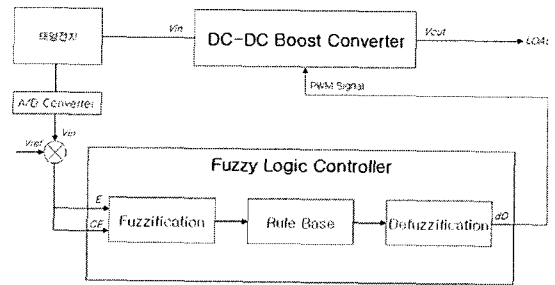 태양전지
Vin
DC-DC Boost Converter
Vout
LOAD
PWM Signal
A/D Converter
Vref
Vin
Fuzzy Logic Controller
E
CE
Fuzzification
Rule Base
Defuzzification
dD